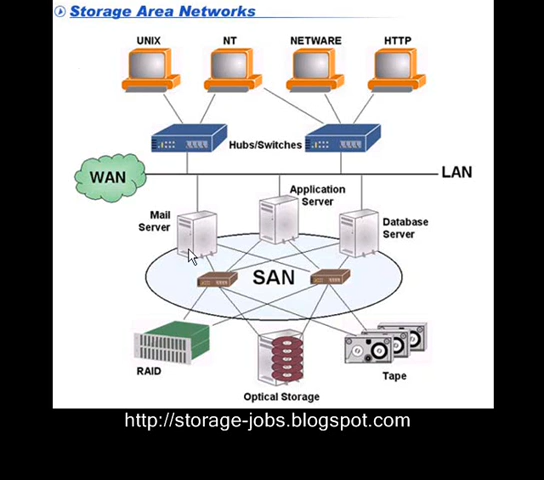 Storage Area Networks
UNIX
NT
NETWARE
HTTP
Hubs/Switches
WAN
LAN
Application
Server
Mail
Server
Database
Server
SAN
RAID
Optical Storage
Tape
http://storage-jobs.blogspot.com